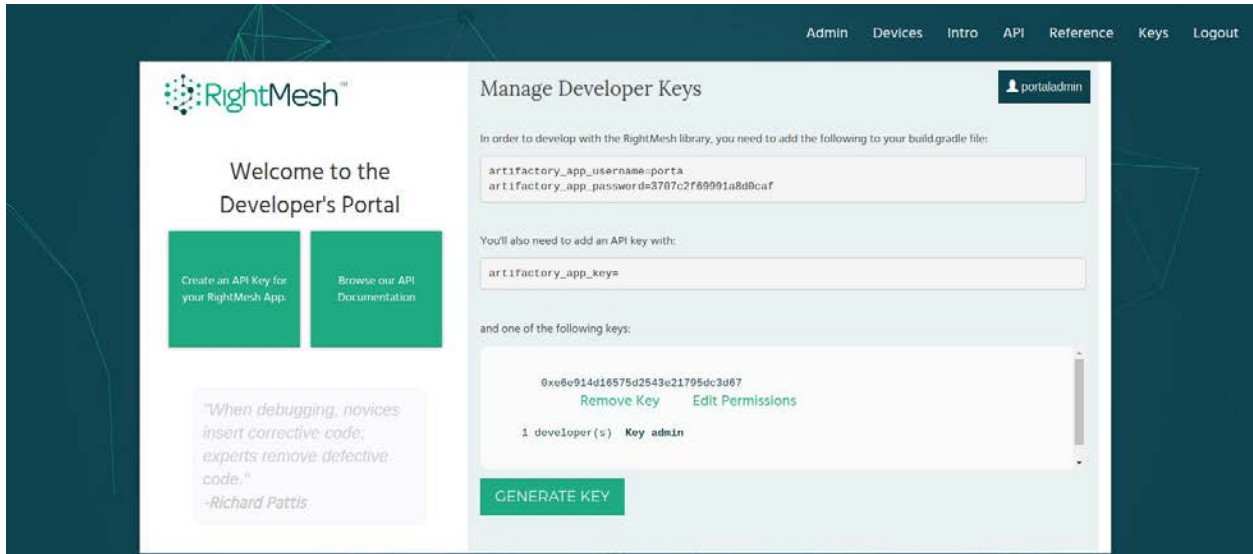 Admin Devices Intro API Reference Keys Logout
RightMesh™
Manage Developer Keys
portaladmin
In order to develop with the RightMesh library, you need to add the following to your build.gradle file:
artifactory_app_username=porta
artifactory_app_password=3707c2f69991a8d0caf
You'll also need to add an API key with:
artifactory_app_key=
and one of the following keys:
0xe6e914d16575d2543e21795dc3d67
Remove Key Edit Permissions
1 developer(s) Key admin
GENERATE KEY
Welcome to the
Developer's Portal
Create an API Key for
your RightMesh App.
Browse our API
Documentation
"When debugging, novices
insert corrective code;
experts remove defective
code."
-Richard Pattis